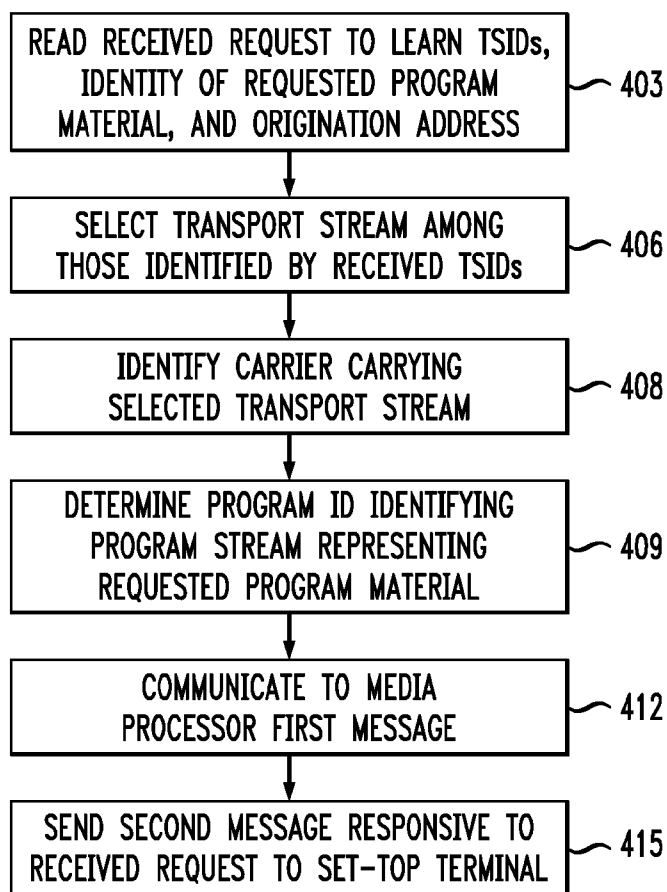 READ RECEIVED REQUEST TO LEARN TSIDs,
IDENTITY OF REQUESTED PROGRAM
MATERIAL, AND ORIGINATION ADDRESS
403
SELECT TRANSPORT STREAM AMONG
THOSE IDENTIFIED BY RECEIVED TSIDs
406
IDENTIFY CARRIER CARRYING
SELECTED TRANSPORT STREAM
408
DETERMINE PROGRAM ID IDENTIFYING
PROGRAM STREAM REPRESENTING
REQUESTED PROGRAM MATERIAL
409
COMMUNICATE TO MEDIA
PROCESSOR FIRST MESSAGE
412
SEND SECOND MESSAGE RESPONSIVE TO
RECEIVED REQUEST TO SET-TOP TERMINAL
415